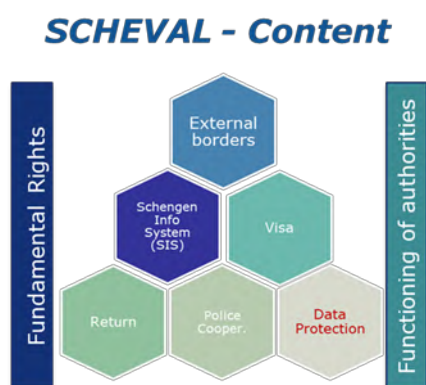 SCHEVAL - Content
Fundamental Rights
External
borders
Schengen
Info
System
(SIS)
Visa
Return
Police
Cooper.
Data
Protection
Functioning of authorities